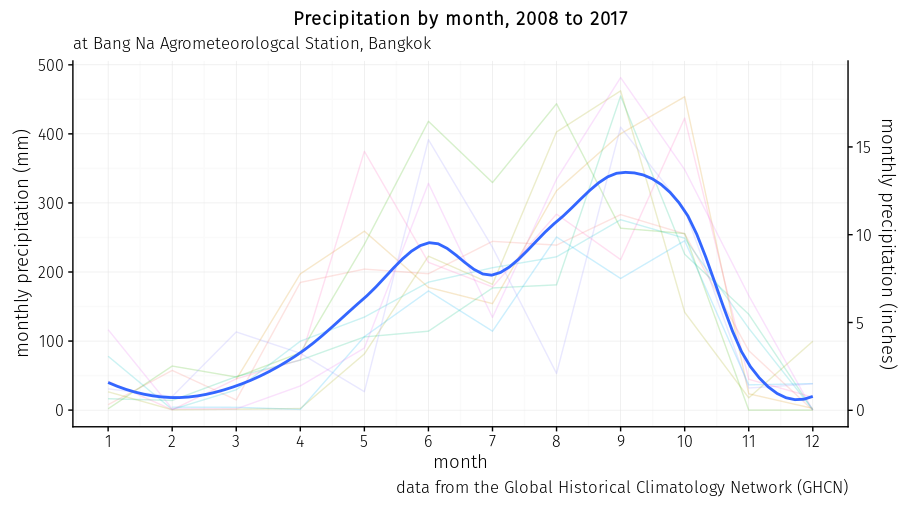 Precipitation by month, 2008 to 2017
at Bang Na Agrometeorologcal Station, Bangkok
monthly precipitation (mm)
500
400
300
200
100
0
monthly precipitation (inches)
15
10
5
0
1 2 3 4 5 6 7 8 9 10 11 12
month
data from the Global Historical Climatology Network (GHCN)